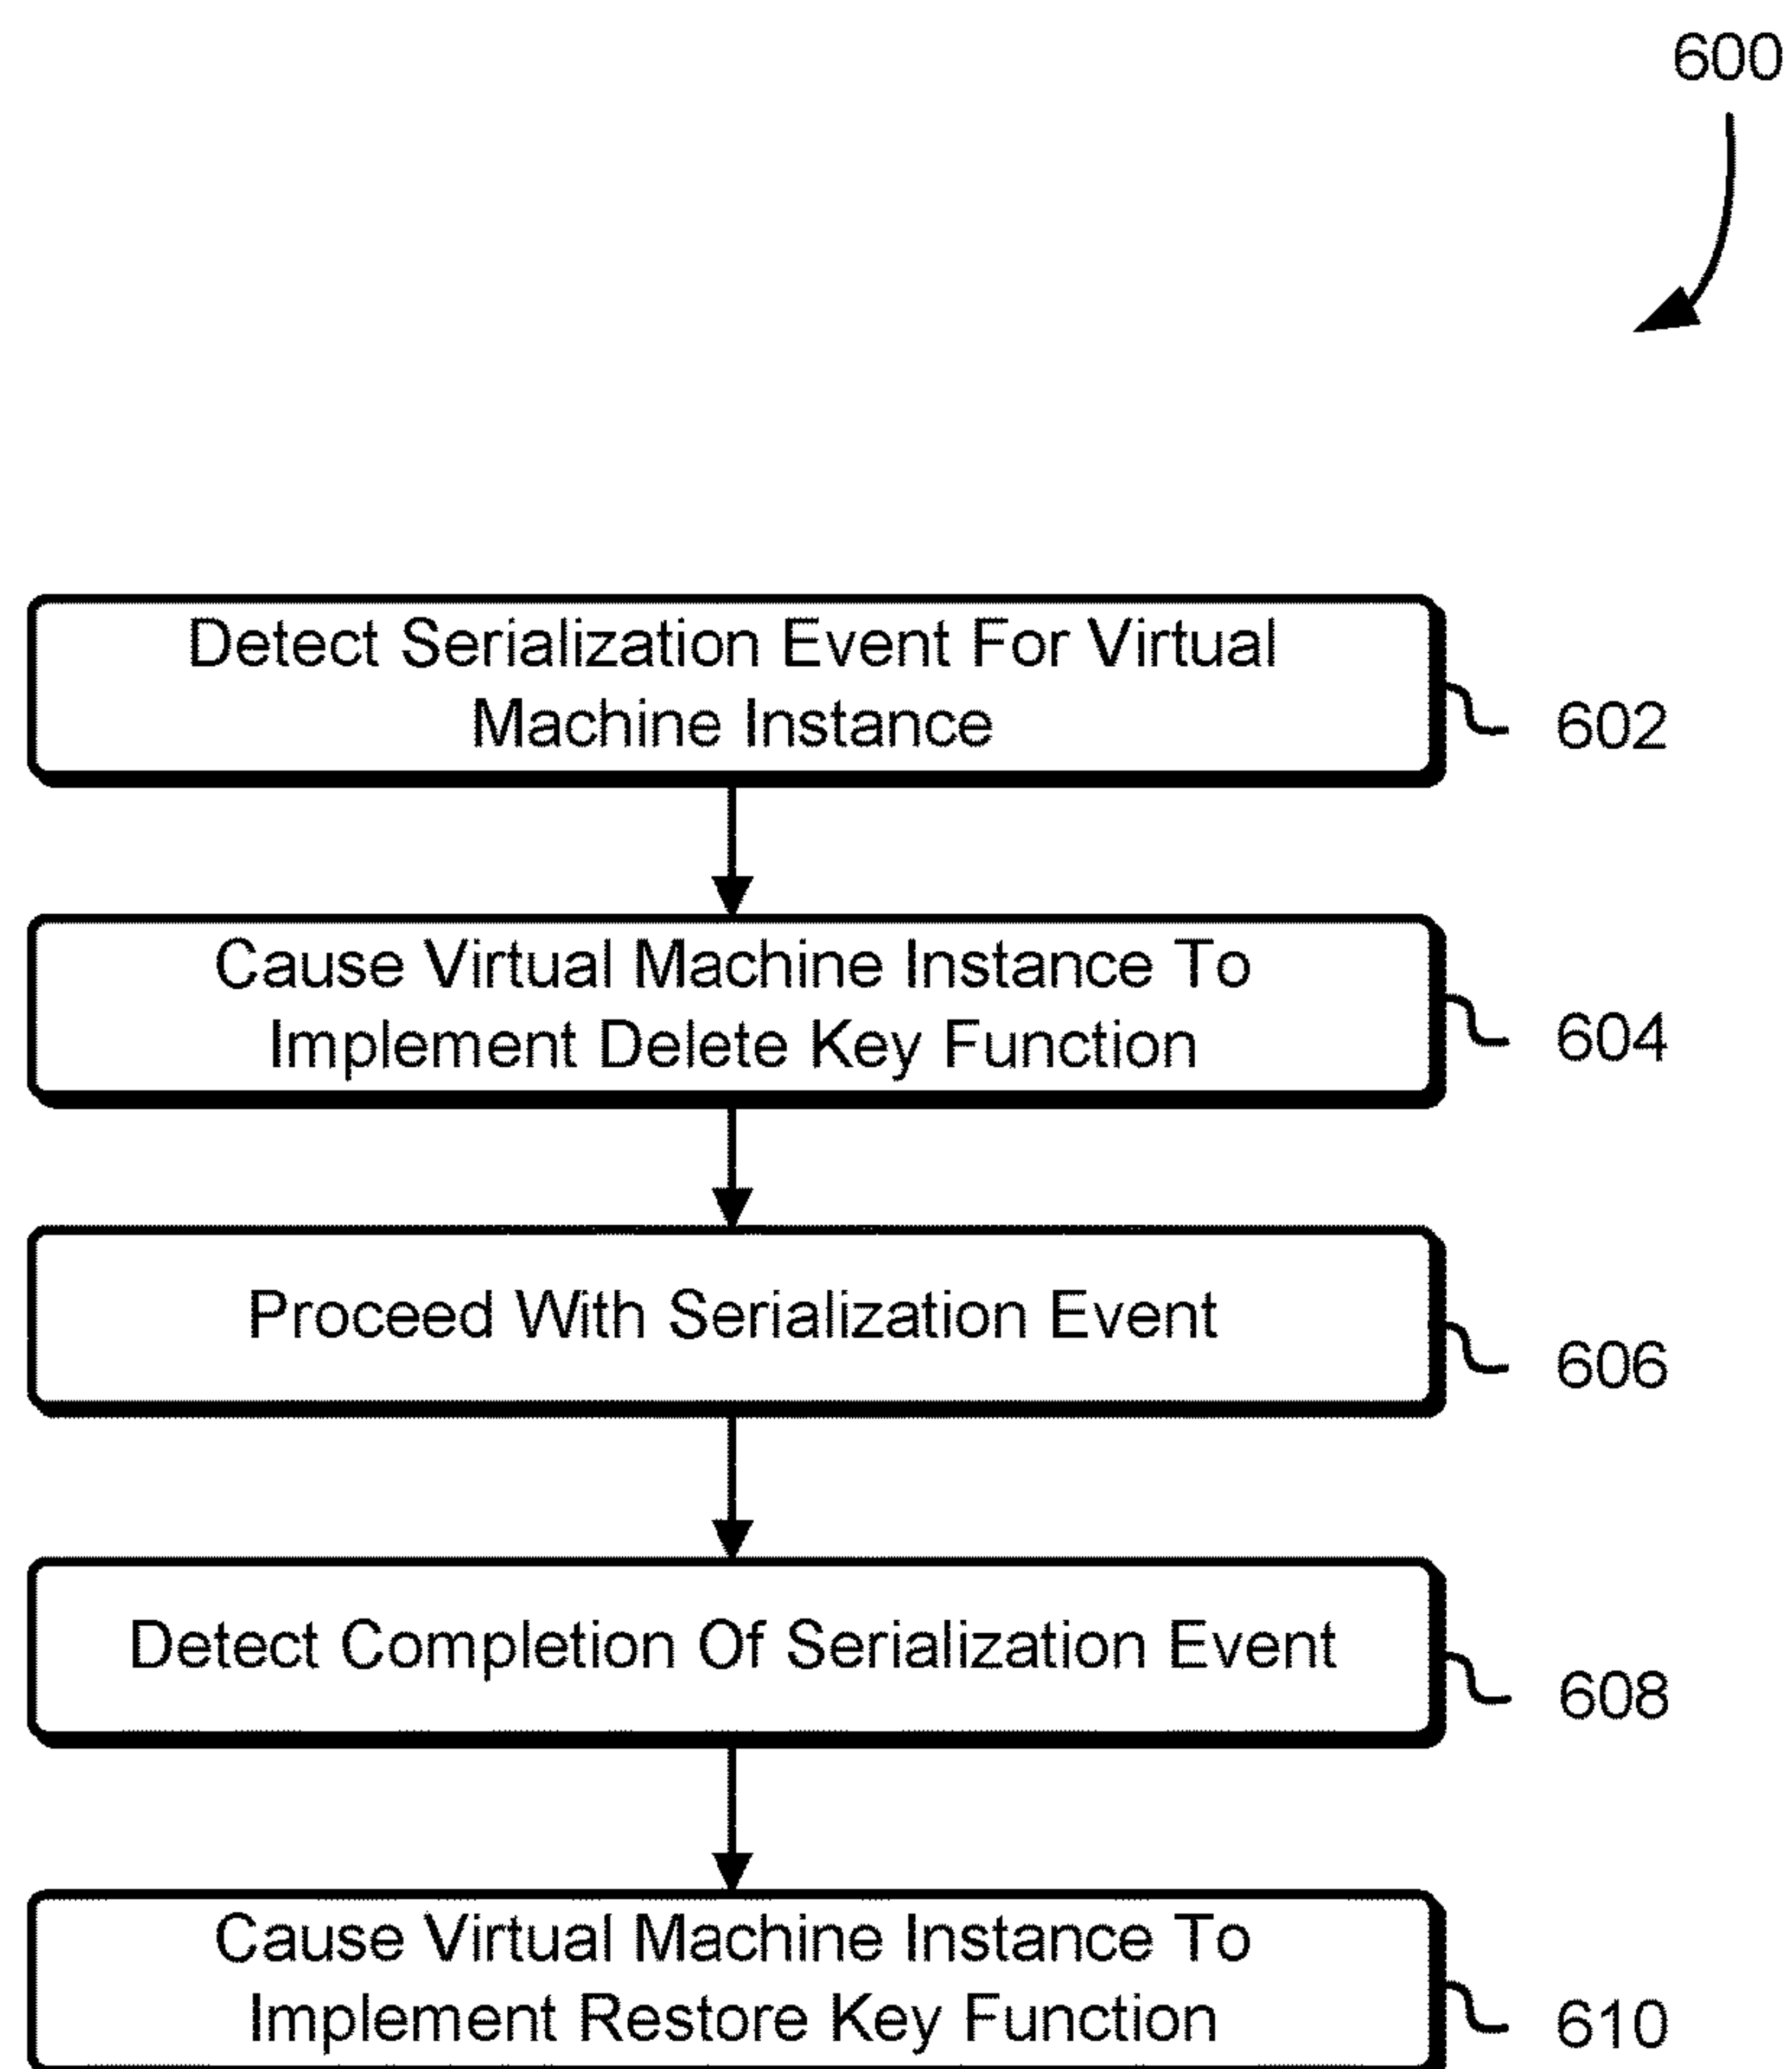 600
Detect Serialization Event For Virtual
Machine Instance
602
Cause Virtual Machine Instance To
Implement Delete Key Function
604
Proceed With Serialization Event
606
Detect Completion Of Serialization Event
608
Cause Virtual Machine Instance To
Implement Restore Key Function
610